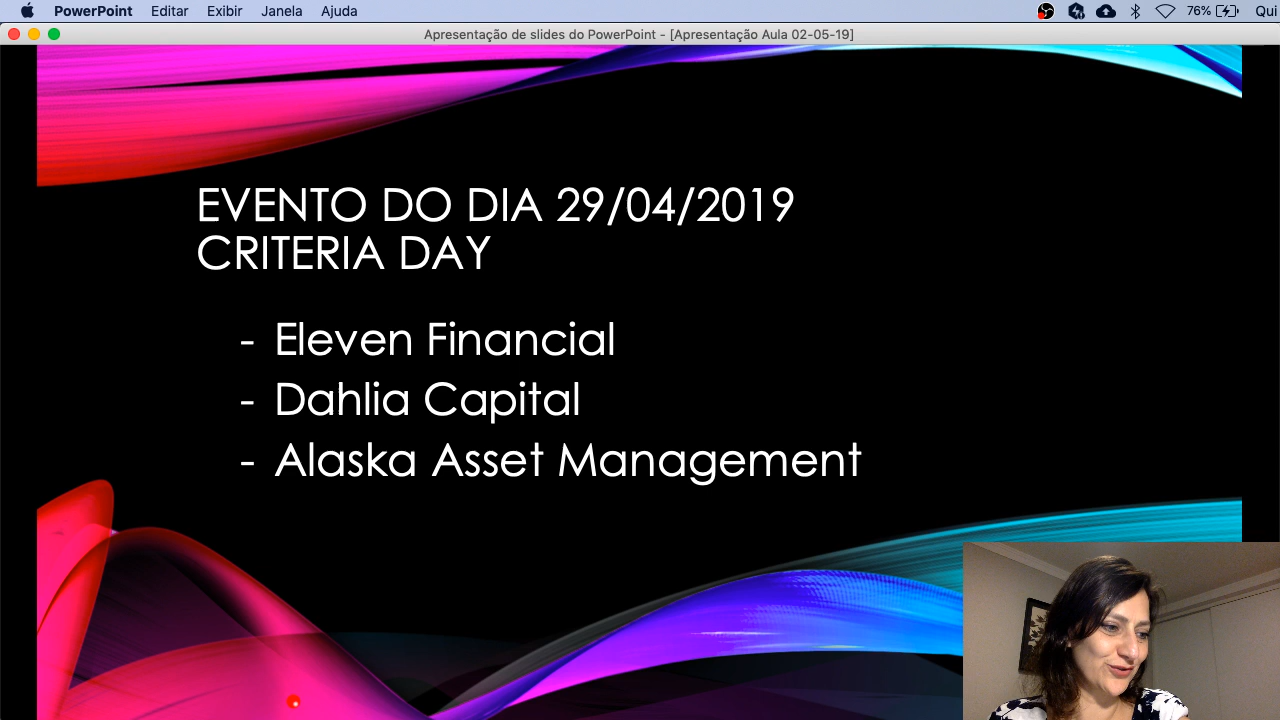 PowerPoint Editar Exibir Janela Ajuda 76% Qui
Apresentação de slides do PowerPoint - [Apresentação Aula 02-05-19]
EVENTO DO DIA 29/04/2019
CRITERIA DAY
- Eleven Financial
- Dahlia Capital
- Alaska Asset Management